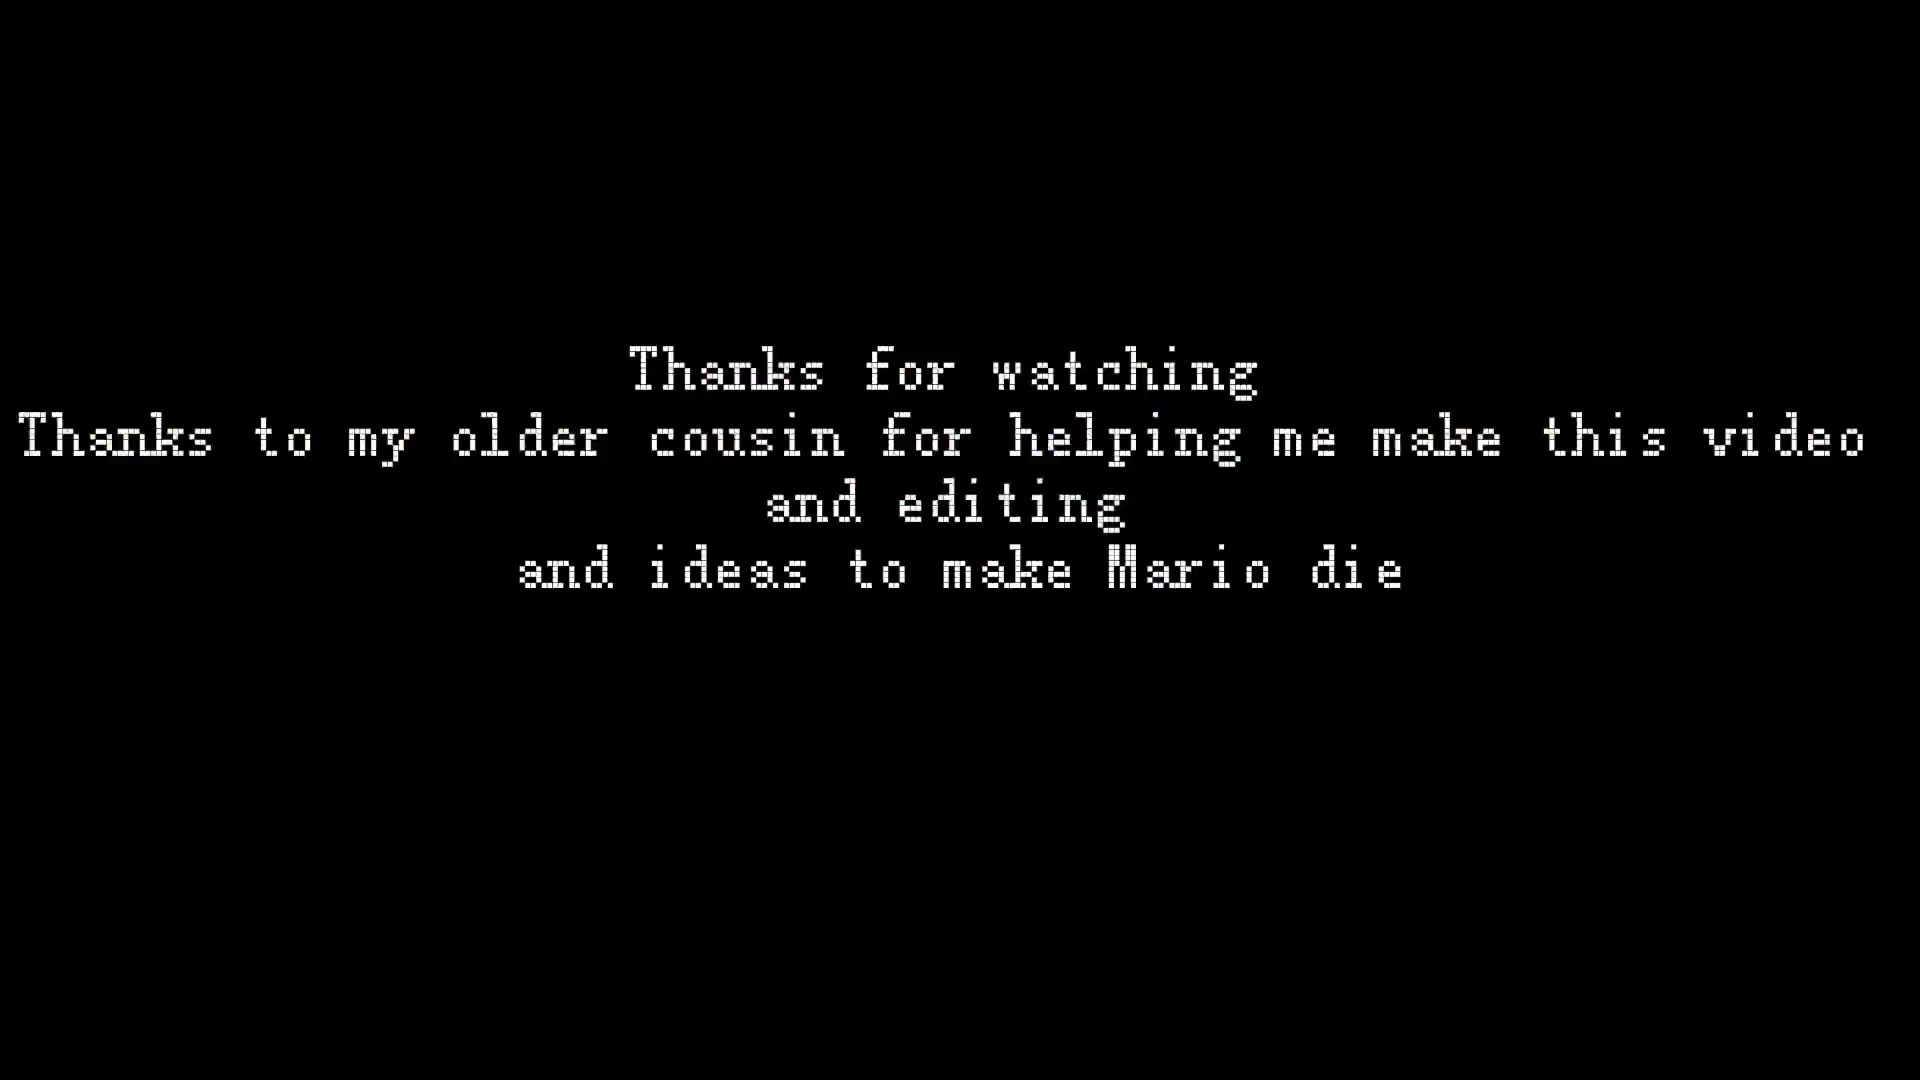 Thanks for watching
Thanks to my older cousin for helping me make this video
and editing
and ideas to make Mario die